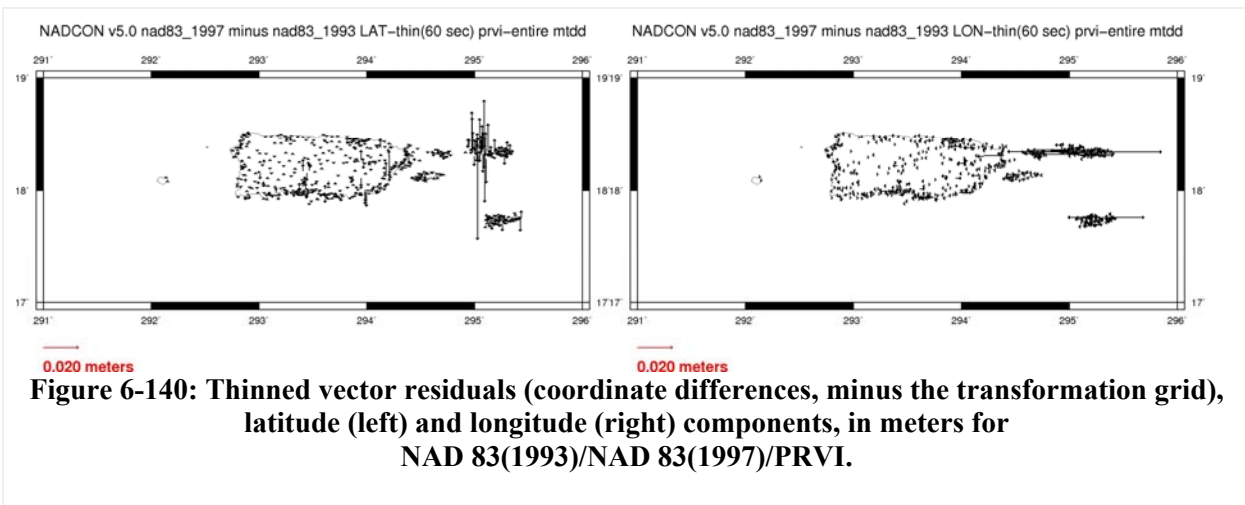 NADCON v5.0 nad83_1997 minus nad83_1993 LAT−thin(60 sec) prvi−entire mtdd
291˚ 292˚ 293˚ 294˚ 295˚ 296˚
19˚ 19˚
18˚ 18˚
17˚ 17˚
291˚ 292˚ 293˚ 294˚ 295˚ 296˚
0.020 meters
NADCON v5.0 nad83_1997 minus nad83_1993 LON−thin(60 sec) prvi−entire mtdd
291˚ 292˚ 293˚ 294˚ 295˚ 296˚
19˚ 19˚
18˚ 18˚
17˚ 17˚
291˚ 292˚ 293˚ 294˚ 295˚ 296˚
0.020 meters
Figure 6-140: Thinned vector residuals (coordinate differences, minus the transformation grid),
latitude (left) and longitude (right) components, in meters for
NAD 83(1993)/NAD 83(1997)/PRVI.